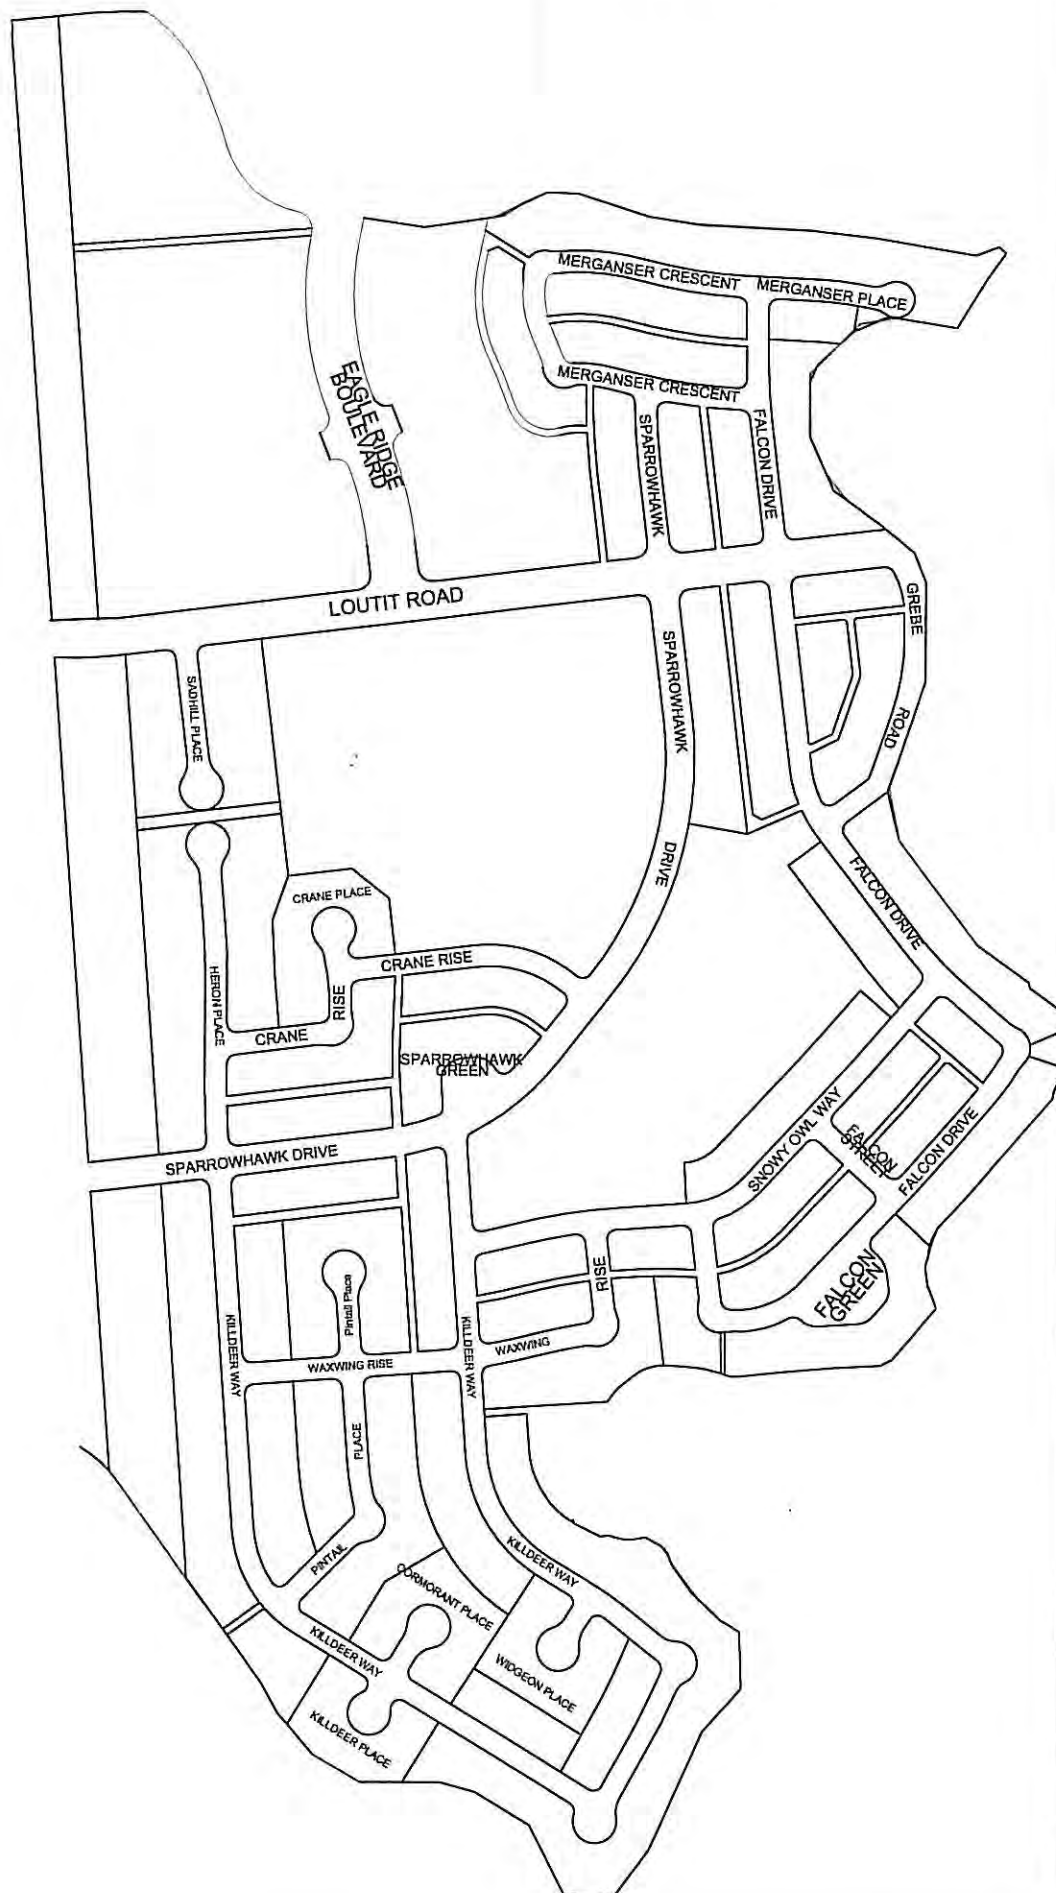 MERGANSER CRESCENT
MERGANSER PLACE
MERGANSER CRESCENT
EAGLE RIDGE
BOULEVARD
SPARROWHAWK
FALCON DRIVE
LOUTIT ROAD
GREBE
ROAD
SPARROWHAWK
DRIVE
SADHILL PLACE
FALCON DRIVE
CRANE PLACE
CRANE RISE
HERON PLACE
RISE
CRANE
SPARROWHAWK
GREEN
SNOWY OWL WAY
FALCON
STREET
FALCON DRIVE
SPARROWHAWK DRIVE
FALCON
GREEN
RISE
Pintail Place
KILLDEER WAY
KILLDEER WAY
WAXWING
WAXWING RISE
PLACE
PINTAIL
KILLDEER WAY
CORMORANT PLACE
KILLDEER WAY
WIDGEON PLACE
KILLDEER PLACE